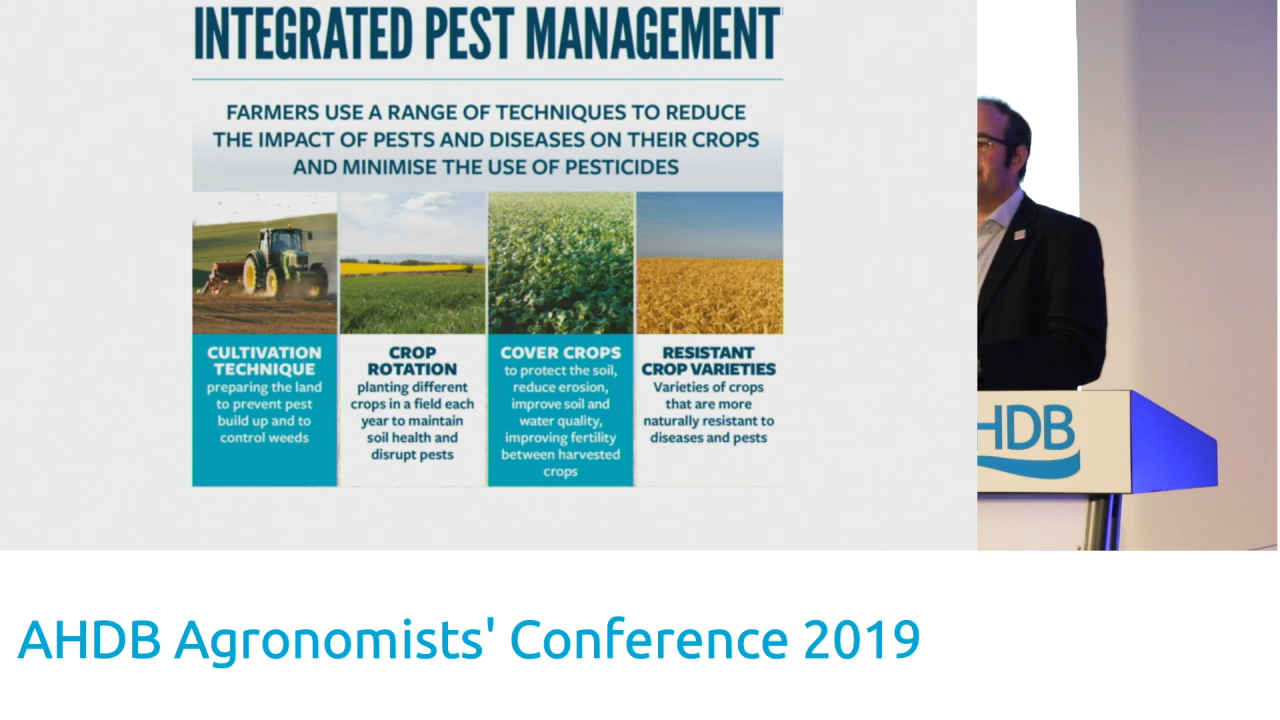 INTEGRATED PEST MANAGEMENT
FARMERS USE A RANGE OF TECHNIQUES TO REDUCE
THE IMPACT OF PESTS AND DISEASES ON THEIR CROPS
AND MINIMISE THE USE OF PESTICIDES
CULTIVATION
TECHNIQUE
preparing the land
to prevent pest
build up and to
control weeds
CROP
ROTATION
planting different
crops in a field each
year to maintain
soil health and
disrupt pests
COVER CROPS
to protect the soil,
reduce erosion,
improve soil and
water quality,
improving fertility
between harvested
crops
RESISTANT
CROP VARIETIES
Varieties of crops
that are more
naturally resistant to
diseases and pests
HDB
AHDB Agronomists' Conference 2019